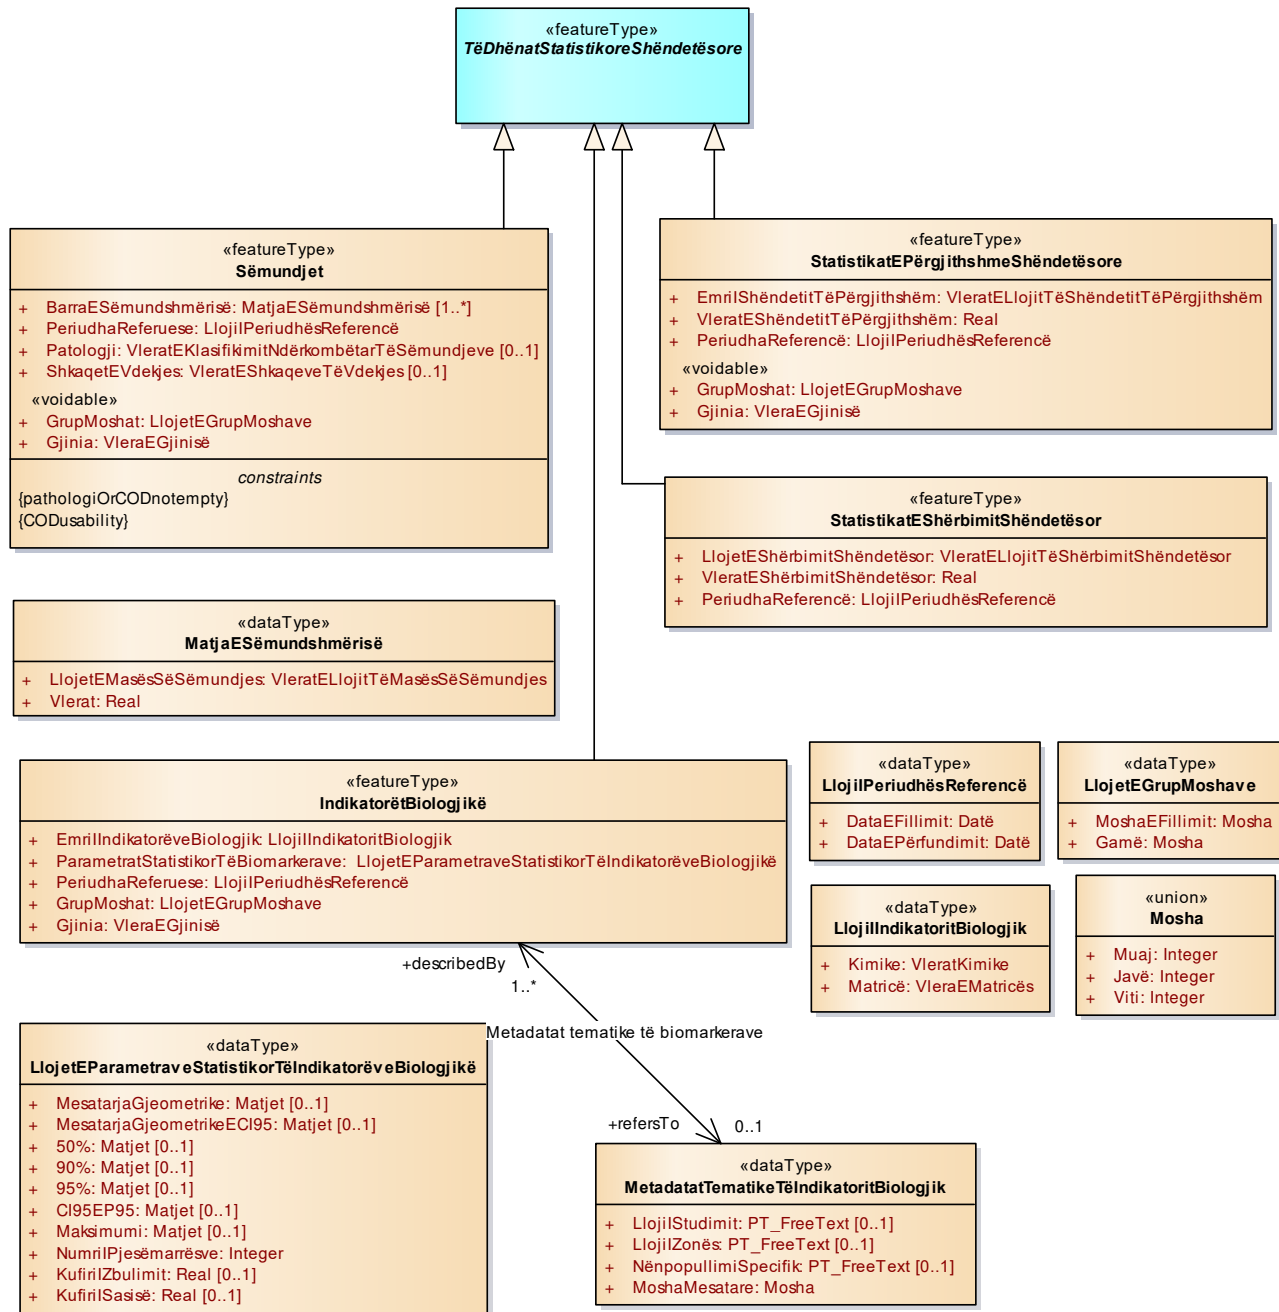 «featureType»
TëDhënatStatistikoreShëndetësore
«featureType»
Sëmundjet
+ BarraESëmundshmërisë: MatjaESëmundshmërisë [1..*]
+ PeriudhaReferuese: LlojiIPeriudhësReferencë
+ Patologji: VleratEKlasifikimitNdërkombëtarTëSëmundjeve [0..1]
+ ShkaqetEVdekjes: VleratEShkaqeveTëVdekjes [0..1]
«voidable»
+ GrupMoshat: LlojetEGrupMoshave
+ Gjinia: VleraEGjinisë
constraints
{pathologiOrCODnotempty}
{CODusability}
«featureType»
StatistikatEPërgjithshmeShëndetësore
+ EmriIShëndetitTëPërgjithshëm: VleratELlojitTëShëndetitTëPërgjithshëm
+ VleratEShëndetitTëPërgjithshëm: Real
+ PeriudhaReferencë: LlojiIPeriudhësReferencë
«voidable»
+ GrupMoshat: LlojetEGrupMoshave
+ Gjinia: VleraEGjinisë
«featureType»
StatistikatEShërbimitShëndetësor
+ LlojetEShërbimitShëndetësor: VleratELlojitTëShërbimitShëndetësor
+ VleratEShërbimitShëndetësor: Real
+ PeriudhaReferencë: LlojiIPeriudhësReferencë
«dataType»
MatjaESëmundshmërisë
+ LlojetEMasësSëSëmundjes: VleratELlojitTëMasësSëSëmundjes
+ Vlerat: Real
«featureType»
IndikatorëtBiologjikë
+ EmriIIndikatorëveBiologjik: LlojiIIndikatoritBiologjik
+ ParametratStatistikorTëBiomarkerave: LlojetEParametraveStatistikorTëIndikatorëveBiologjikë
+ PeriudhaReferuese: LlojiIPeriudhësReferencë
+ GrupMoshat: LlojetEGrupMoshave
+ Gjinia: VleraEGjinisë
«dataType»
LlojiIPeriudhësReferencë
+ DataEFillimit: Datë
+ DataEPërfundimit: Datë
«dataType»
LlojetEGrupMoshave
+ MoshaEFillimit: Mosha
+ Gamë: Mosha
«dataType»
LlojiIIndikatoritBiologjik
+ Kimike: VleratKimike
+ Matricë: VleraEMatricës
«union»
Mosha
+ Muaj: Integer
+ Javë: Integer
+ Viti: Integer
+describedBy
1..*
Metadatat tematike të biomarkerave
+refersTo
0..1
«dataType»
LlojetEParametraveStatistikorTëIndikatorëveBiologjikë
+ MesatarjaGjeometrike: Matjet [0..1]
+ MesatarjaGjeometrikeECI95: Matjet [0..1]
+ 50%: Matjet [0..1]
+ 90%: Matjet [0..1]
+ 95%: Matjet [0..1]
+ CI95EP95: Matjet [0..1]
+ Maksimumi: Matjet [0..1]
+ NumriIPjesëmarrësve: Integer
+ KufiriIZbulimit: Real [0..1]
+ KufiriISasisë: Real [0..1]
«dataType»
MetadatatTematikeTëIndikatoritBiologjik
+ LlojiIStudimit: PT_FreeText [0..1]
+ LlojiIZonës: PT_FreeText [0..1]
+ NënpopullimiSpecifik: PT_FreeText [0..1]
+ MoshaMesatare: Mosha